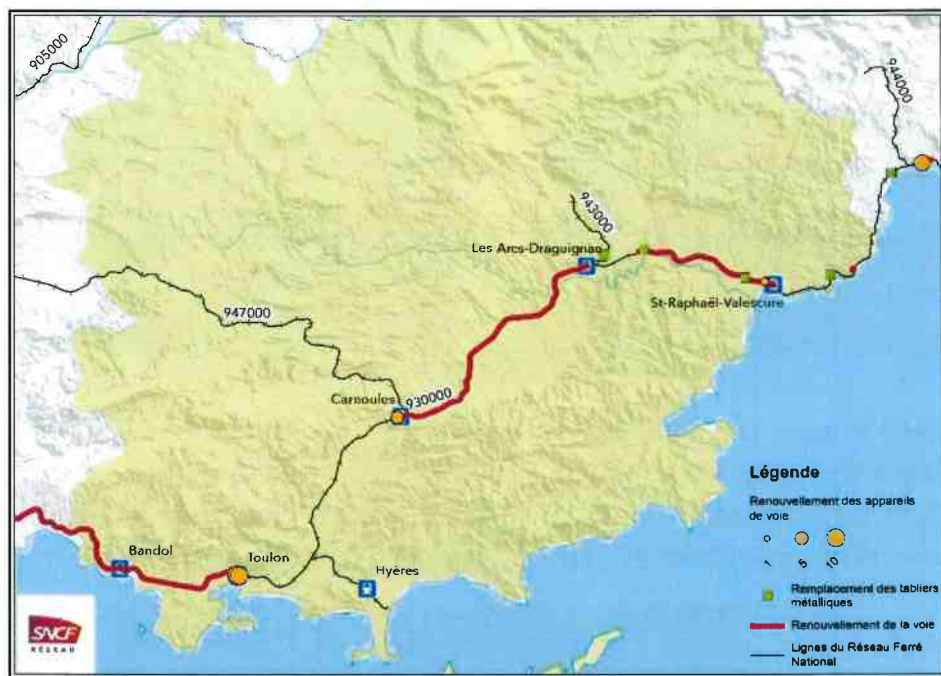 905000
944000
943000
Les Arcs-Draguignan
St-Raphaël-Valescure
947000
Carnoules
930000
Légende
Renouvellement des appareils
de voie
1
5
10
Bandol
Toulon
Hyères
Remplacement des tabliers
métalliques
Renouvellement de la voie
Lignes du Réseau Ferré
National
SNCF
RÉSEAU